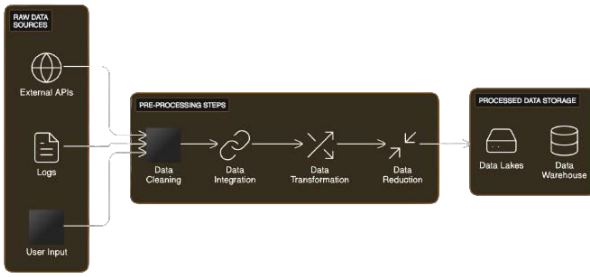 RAW DATA
SOURCES
External APIs
Logs
User Input
PRE-PROCESSING STEPS
Data
Cleaning
Data
Integration
Data
Transformation
Data
Reduction
PROCESSED DATA STORAGE
Data Lakes
Data
Warehouse